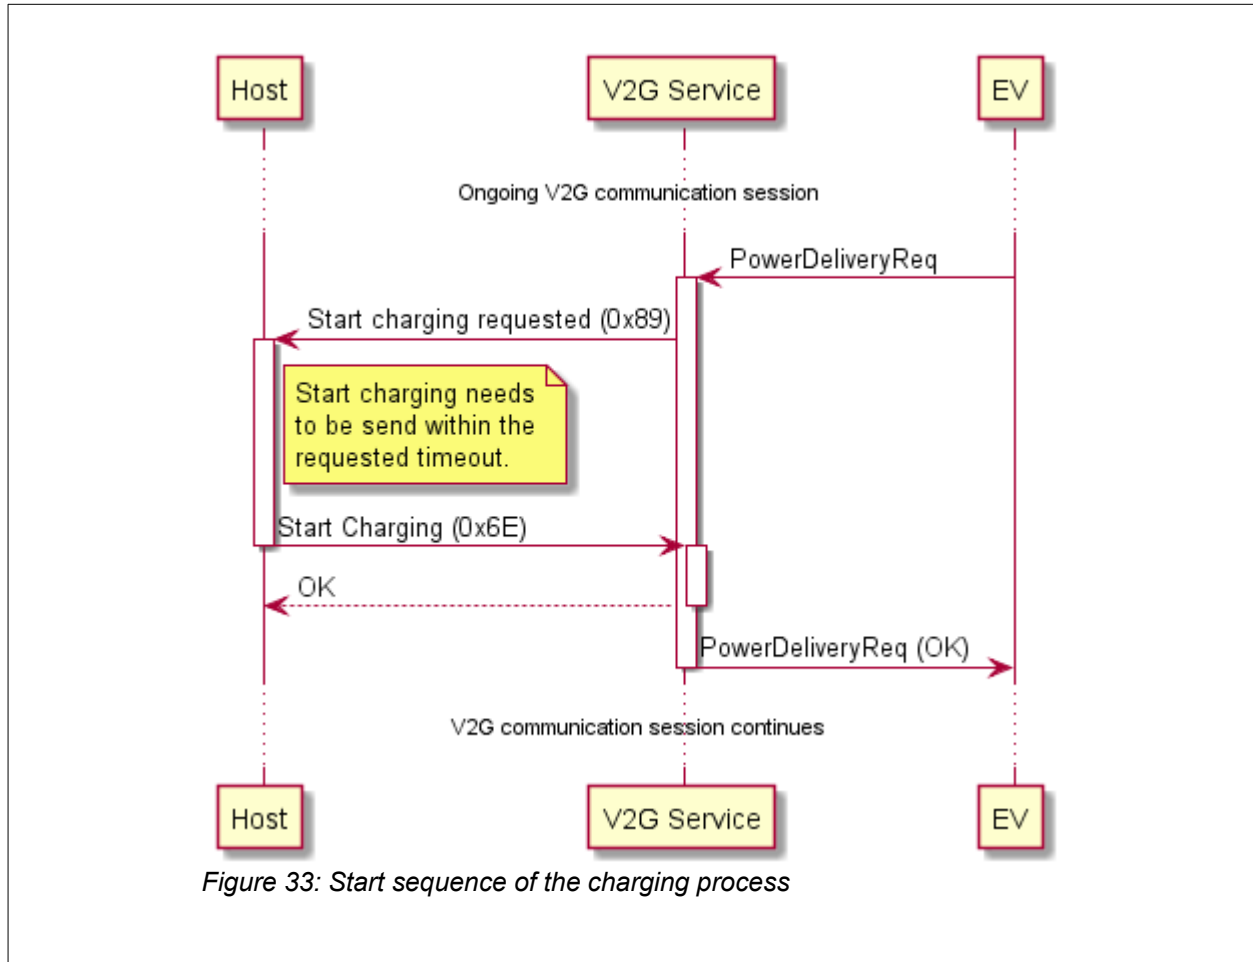 Host
V2G Service
EV
Ongoing V2G communication session
PowerDeliveryReq
Start charging requested (0x89)
Start charging needs
to be send within the
requested timeout.
Start Charging (0x6E)
OK
PowerDeliveryReq (OK)
V2G communication session continues
Host
V2G Service
EV
Figure 33: Start sequence of the charging process